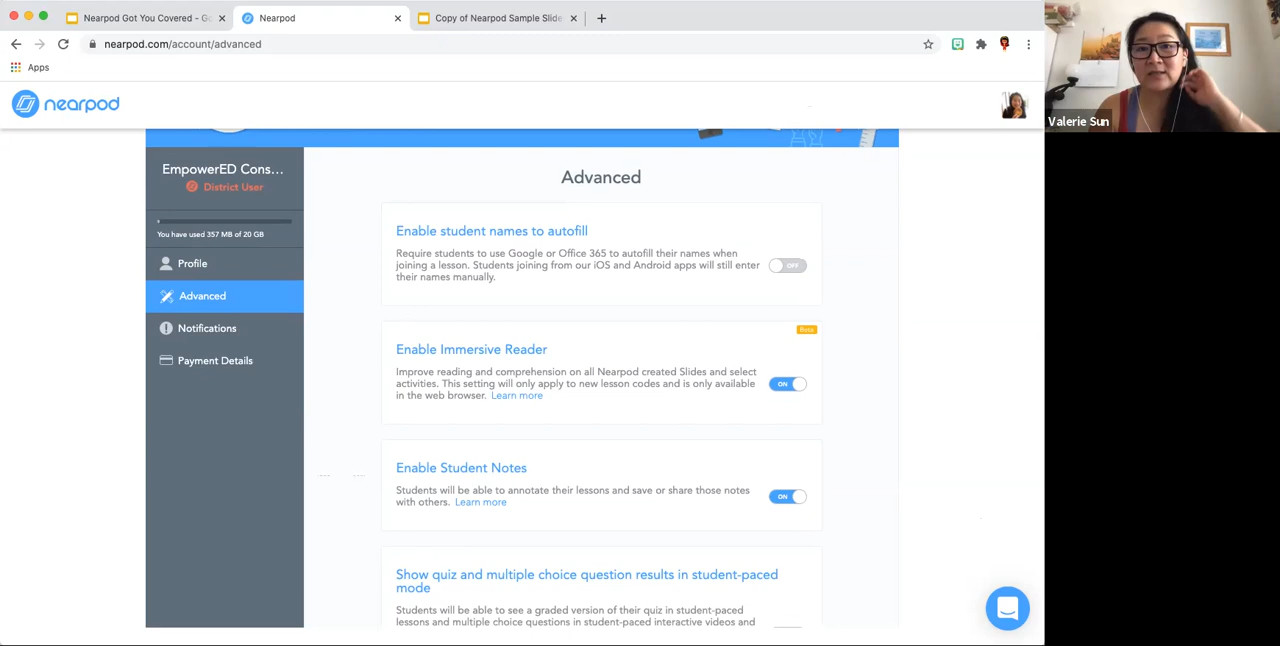 Nearpod Got You Covered - Go
Nearpod
Copy of Nearpod Sample Slide
nearpod.com/account/advanced
Apps
nearpod
Valerie Sun
EmpowerED Cons...
District User
You have used 357 MB of 20 GB
Profile
Advanced
Notifications
Payment Details
Advanced
Enable student names to autofill
Require students to use Google or Office 365 to autofill their names when
joining a lesson. Students joining from our iOS and Android apps will still enter
their names manually.
OFF
Beta
Enable Immersive Reader
Improve reading and comprehension on all Nearpod created Slides and select
activities. This setting will only apply to new lesson codes and is only available
in the web browser. Learn more
ON
Enable Student Notes
Students will be able to annotate their lessons and save or share those notes
with others. Learn more
ON
Show quiz and multiple choice question results in student-paced
mode
Students will be able to see a graded version of their quiz in student-paced
lessons and multiple choice questions in student-paced interactive videos and